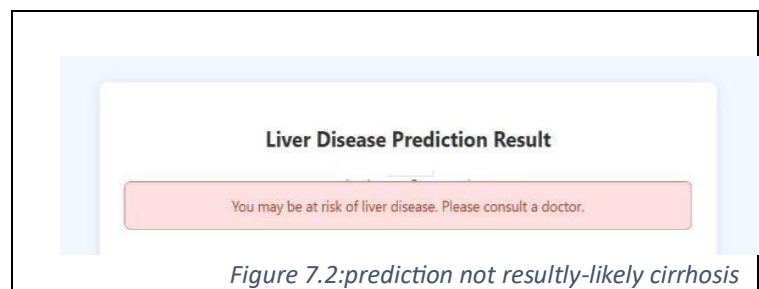 Liver Disease Prediction Result
You may be at risk of liver disease. Please consult a doctor.
Figure 7.2:prediction not resultly-likely cirrhosis